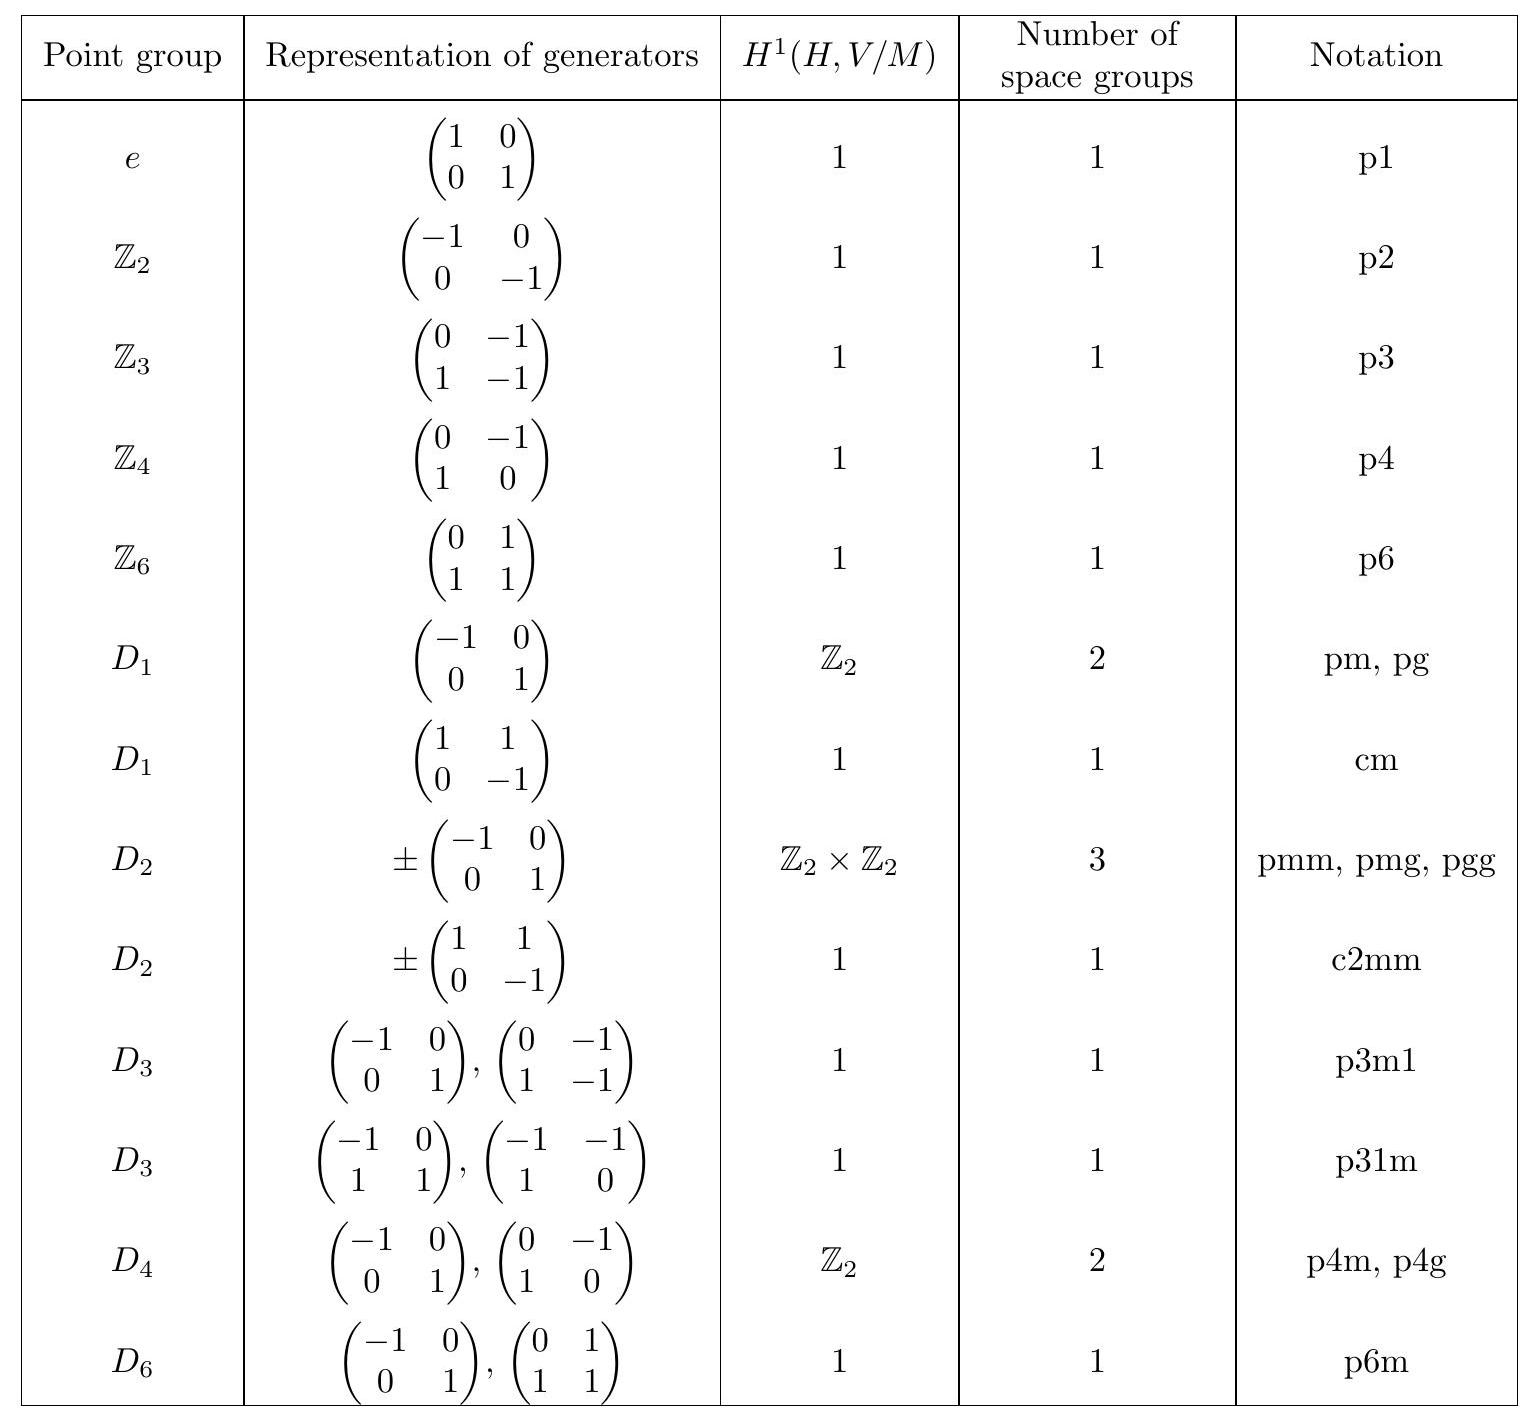 Point group | Representation of generators | $H^1(H, V/M)$ | Number of space groups | Notation
$e$ | $\begin{pmatrix} 1 & 0 \\ 0 & 1 \end{pmatrix}$ | 1 | 1 | p1
$\mathbb{Z}_2$ | $\begin{pmatrix} -1 & 0 \\ 0 & -1 \end{pmatrix}$ | 1 | 1 | p2
$\mathbb{Z}_3$ | $\begin{pmatrix} 0 & -1 \\ 1 & -1 \end{pmatrix}$ | 1 | 1 | p3
$\mathbb{Z}_4$ | $\begin{pmatrix} 0 & -1 \\ 1 & 0 \end{pmatrix}$ | 1 | 1 | p4
$\mathbb{Z}_6$ | $\begin{pmatrix} 0 & 1 \\ 1 & 1 \end{pmatrix}$ | 1 | 1 | p6
$D_1$ | $\begin{pmatrix} -1 & 0 \\ 0 & 1 \end{pmatrix}$ | $\mathbb{Z}_2$ | 2 | pm, pg
$D_1$ | $\begin{pmatrix} 1 & 1 \\ 0 & -1 \end{pmatrix}$ | 1 | 1 | cm
$D_2$ | $\pm \begin{pmatrix} -1 & 0 \\ 0 & 1 \end{pmatrix}$ | $\mathbb{Z}_2 \times \mathbb{Z}_2$ | 3 | pmm, pmg, pgg
$D_2$ | $\pm \begin{pmatrix} 1 & 1 \\ 0 & -1 \end{pmatrix}$ | 1 | 1 | c2mm
$D_3$ | $\begin{pmatrix} -1 & 0 \\ 0 & 1 \end{pmatrix}, \begin{pmatrix} 0 & -1 \\ 1 & -1 \end{pmatrix}$ | 1 | 1 | p3m1
$D_3$ | $\begin{pmatrix} -1 & 0 \\ 1 & 1 \end{pmatrix}, \begin{pmatrix} -1 & -1 \\ 1 & 0 \end{pmatrix}$ | 1 | 1 | p31m
$D_4$ | $\begin{pmatrix} -1 & 0 \\ 0 & 1 \end{pmatrix}, \begin{pmatrix} 0 & -1 \\ 1 & 0 \end{pmatrix}$ | $\mathbb{Z}_2$ | 2 | p4m, p4g
$D_6$ | $\begin{pmatrix} -1 & 0 \\ 0 & 1 \end{pmatrix}, \begin{pmatrix} 0 & 1 \\ 1 & 1 \end{pmatrix}$ | 1 | 1 | p6m